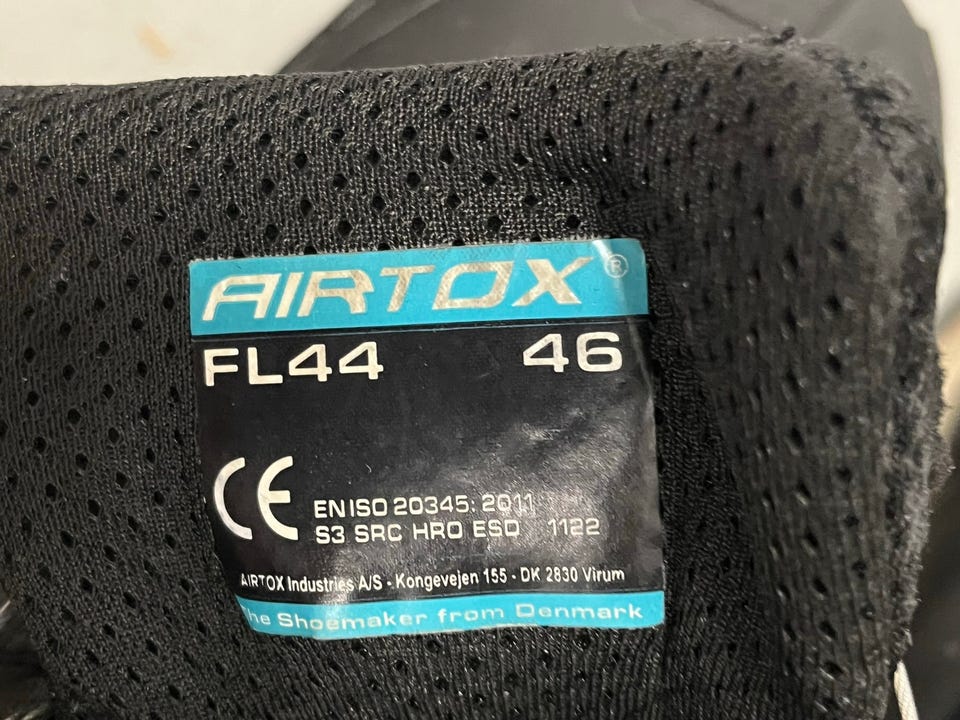 AIRTOX ®
FL44 46
CE
EN ISO 20345: 2011
S3 SRC HRO ESD 1122
AIRTOX Industries A/S - Kongevejen 155 - DK 2830 Virum
The Shoemaker from Denmark